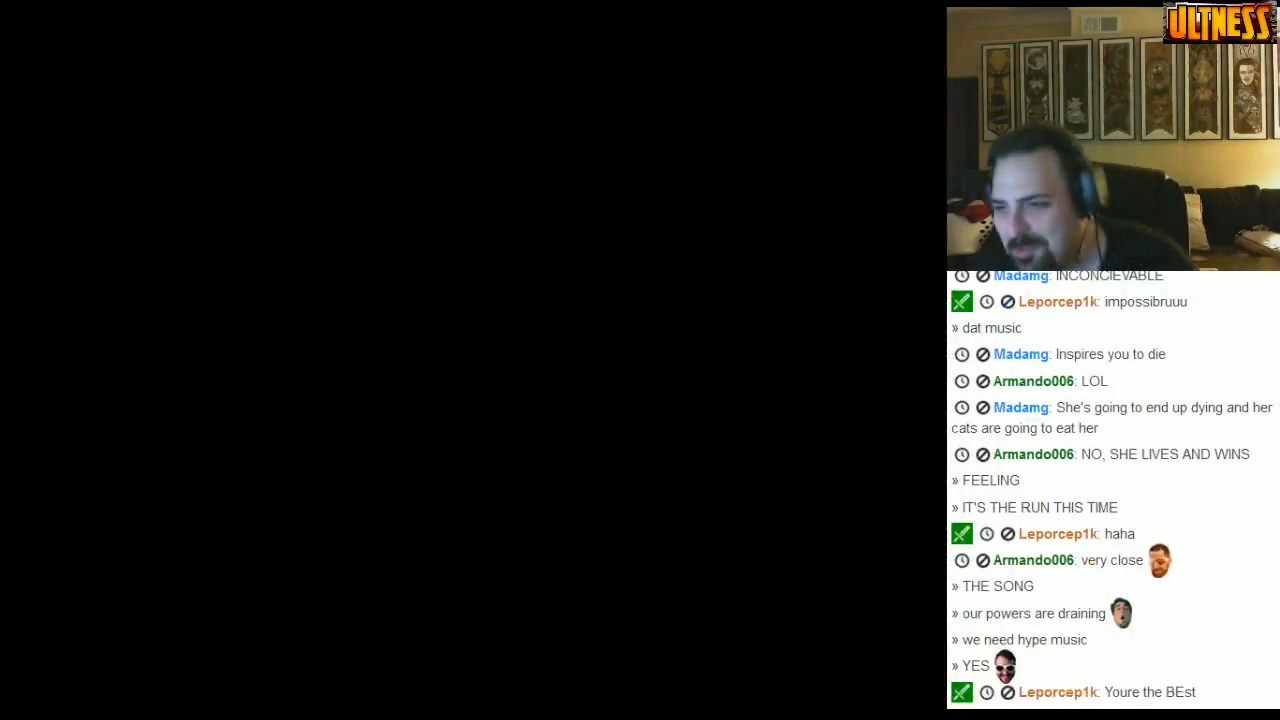 ULTNESS
Madamg: INCONCIEVABLE
Leporcep1k: impossibruuu
» dat music
Madamg: Inspires you to die
Armando006: LOL
Madamg: She's going to end up dying and her
cats are going to eat her
Armando006: NO, SHE LIVES AND WINS
» FEELING
» IT'S THE RUN THIS TIME
Leporcep1k: haha
Armando006: very close
» THE SONG
» our powers are draining
» we need hype music
» YES
Leporcep1k: Youre the BEst